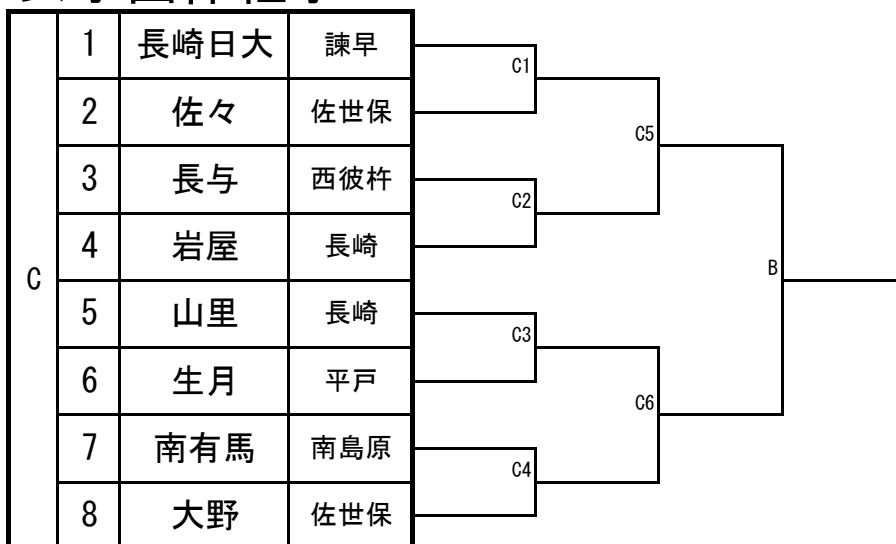 1 長崎日大 諫早
2 佐々 佐世保
3 長与 西彼杵
4 岩屋 長崎
C
5 山里 長崎
6 生月 平戸
7 南有馬 南島原
8 大野 佐世保
C1
C5
C2
B
C3
C6
C4